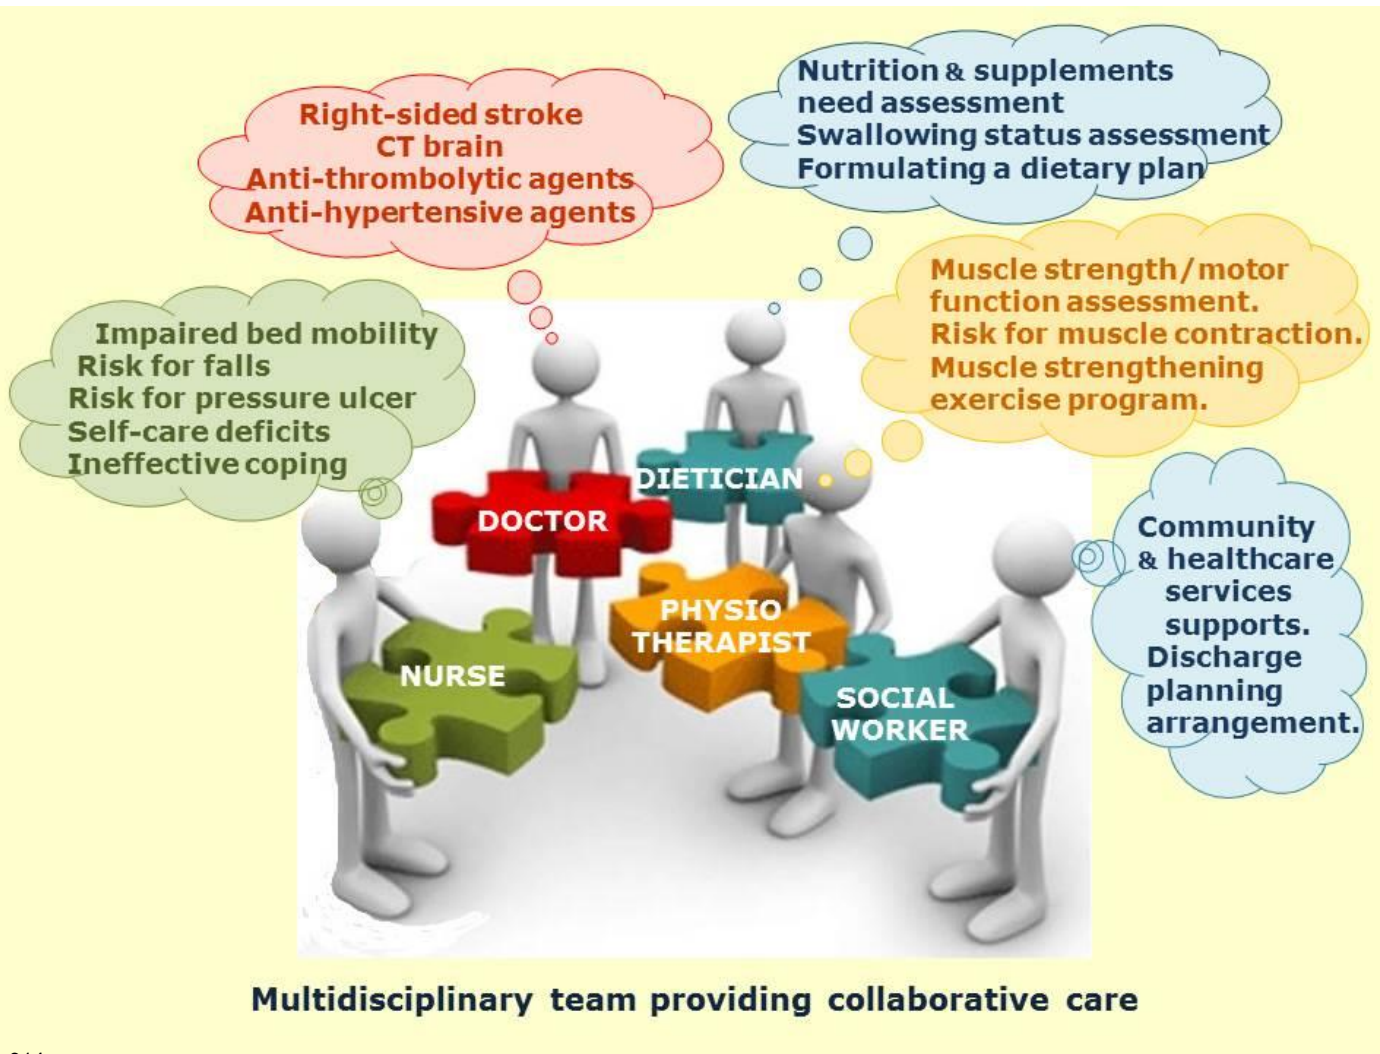 Nutrition & supplements
need assessment
Swallowing status assessment
Formulating a dietary plan
Right-sided stroke
CT brain
Anti-thrombolytic agents
Anti-hypertensive agents
Muscle strength/motor
function assessment.
Risk for muscle contraction.
Muscle strengthening
exercise program.
Impaired bed mobility
Risk for falls
Risk for pressure ulcer
Self-care deficits
Ineffective coping
DIETICIAN
DOCTOR
PHYSIO
THERAPIST
NURSE
SOCIAL
WORKER
Community
& healthcare
services
supports.
Discharge
planning
arrangement.
Multidisciplinary team providing collaborative care